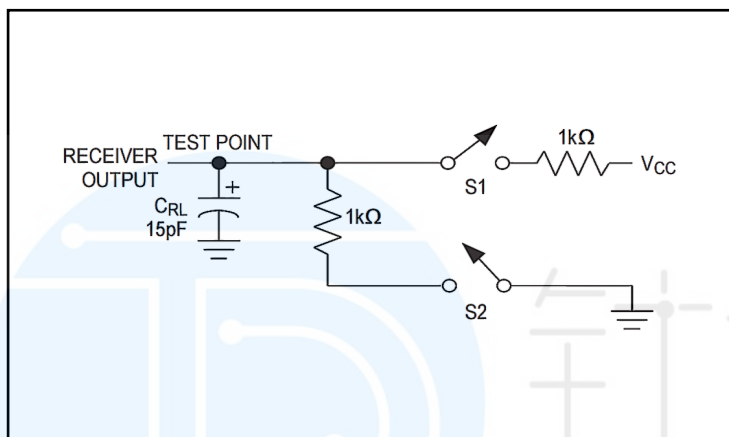 TEST POINT
RECEIVER
OUTPUT
CRL
15pF
1kΩ
S1
1kΩ
VCC
S2